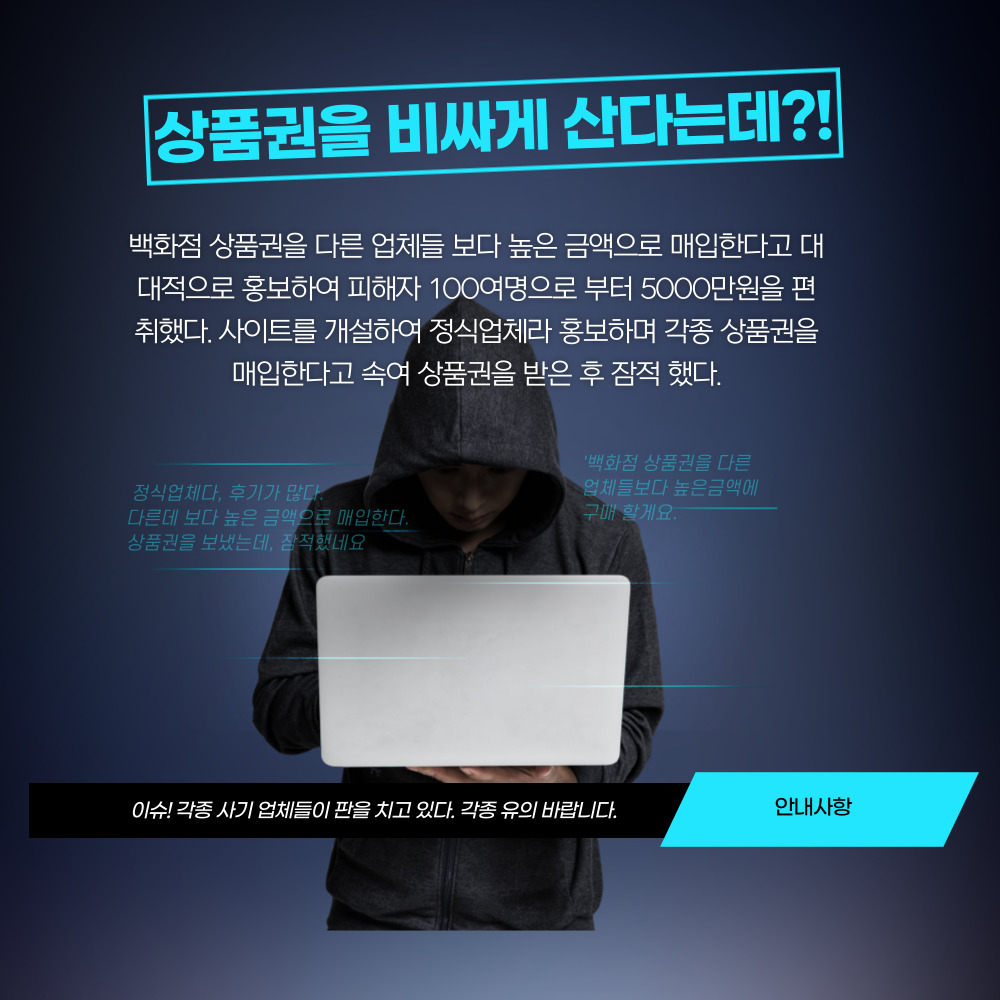 상품권을 비싸게 산다는데?!
백화점 상품권을 다른 업체들 보다 높은 금액으로 매입한다고 대
대적으로 홍보하여 피해자 100여명으로 부터 5000만원을 편
취했다. 사이트를 개설하여 정식업체라 홍보하며 각종 상품권을
매입한다고 속여 상품권을 받은 후 잠적 했다.
정식업체다, 후기가 많다.
다른데 보다 높은 금액으로 매입한다.
상품권을 보냈는데, 잠적했네요
'백화점 상품권을 다른
업체들보다 높은금액에
구매 할게요.
이슈! 각종 사기 업체들이 판을 치고 있다. 각종 유의 바랍니다.
안내사항